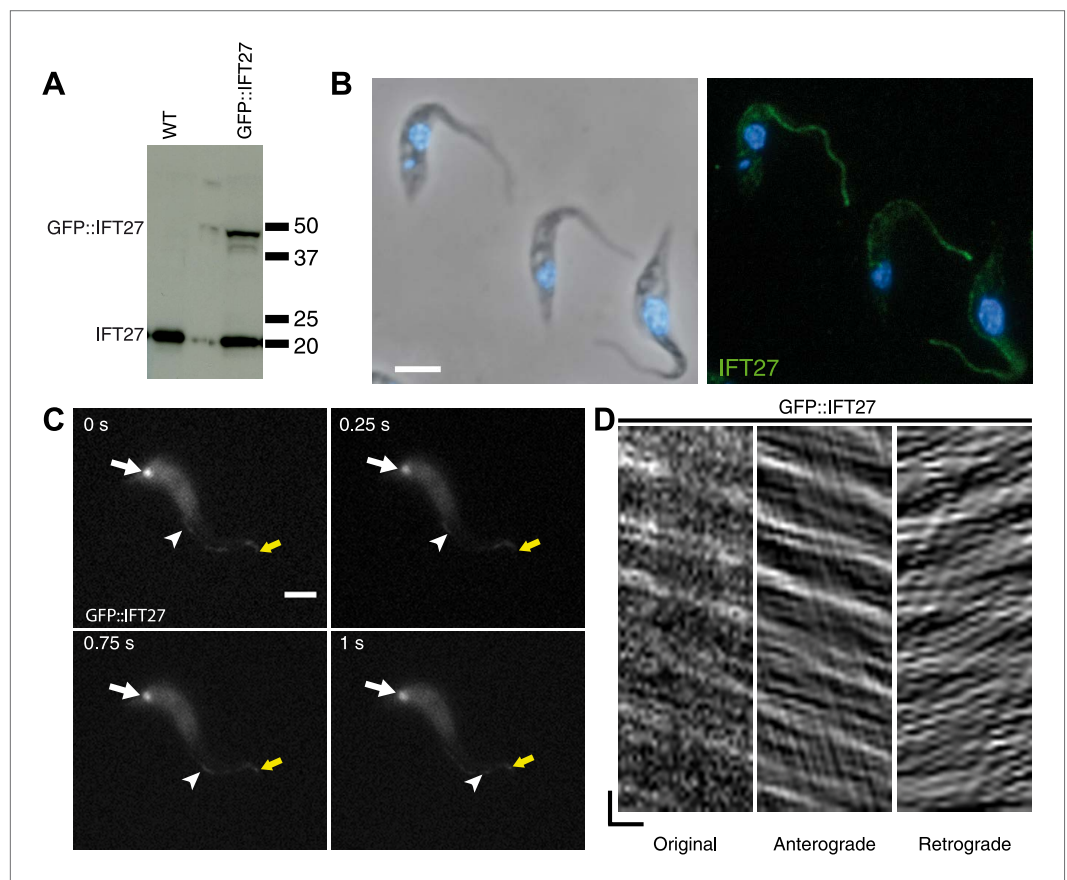 A
WT
GFP::IFT27
GFP::IFT27
IFT27
50
37
25
20
B
IFT27
C
0 s
0.25 s
GFP::IFT27
0.75 s
1 s
D
GFP::IFT27
Original
Anterograde
Retrograde